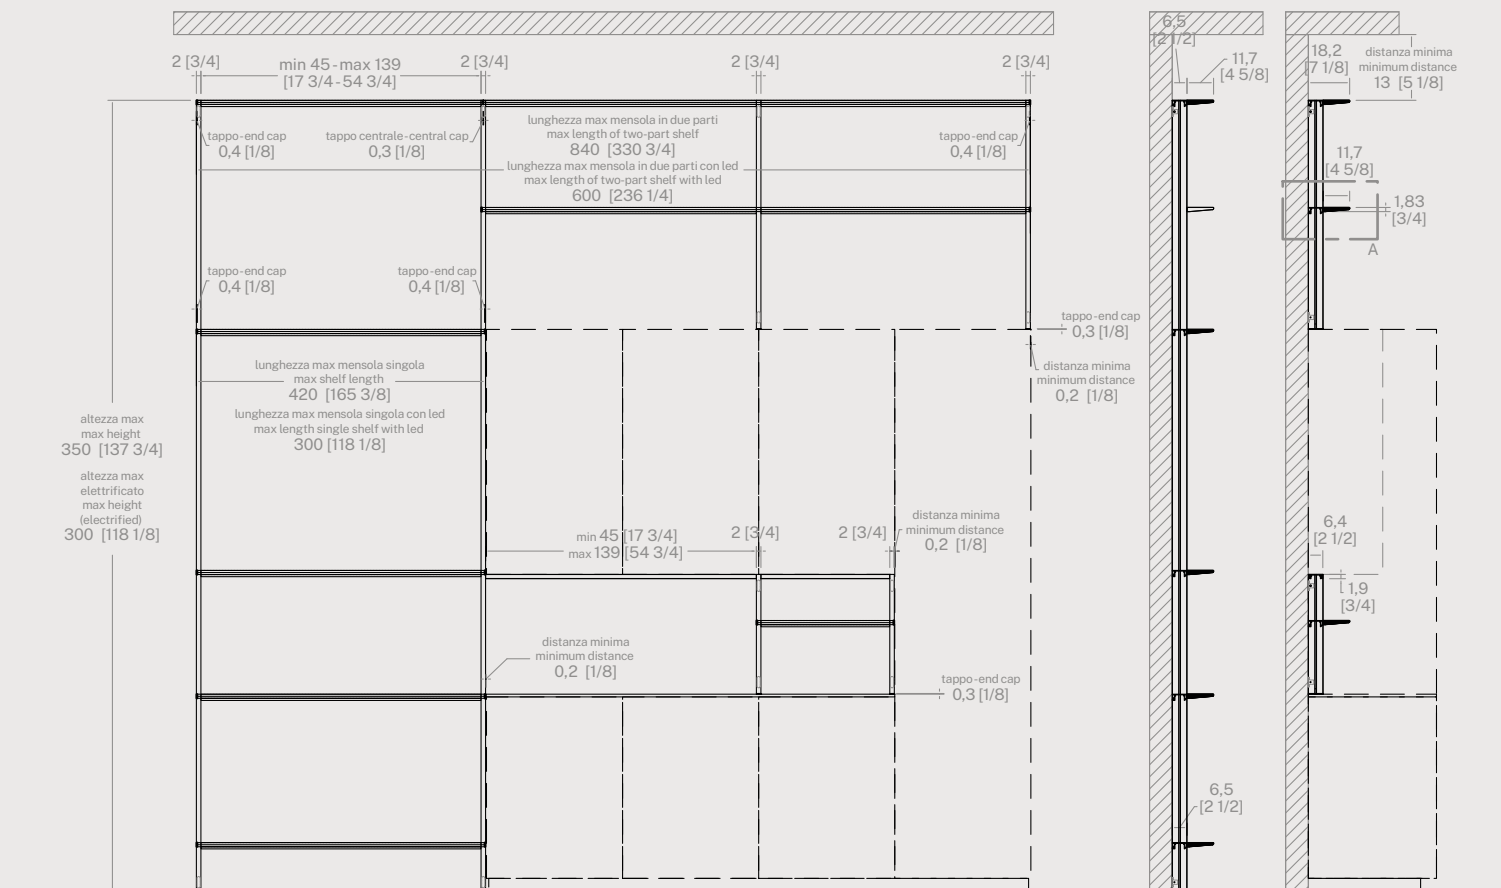 2 [3/4]
min 45 - max 139
[17 3/4 - 54 3/4]
2 [3/4]
2 [3/4]
2 [3/4]
6,5
[2 1/2]
11,7
[4 5/8]
18,2
[7 1/8]
distanza minima
minimum distance
13 [5 1/8]
tappo - end cap
0,4 [1/8]
tappo centrale - central cap
0,3 [1/8]
lunghezza max mensola in due parti
max length of two-part shelf
840 [330 3/4]
lunghezza max mensola in due parti con led
max length of two-part shelf with led
600 [236 1/4]
tappo - end cap
0,4 [1/8]
11,7
[4 5/8]
1,83
[3/4]
A
tappo - end cap
0,4 [1/8]
tappo - end cap
0,4 [1/8]
tappo - end cap
0,3 [1/8]
distanza minima
minimum distance
0,2 [1/8]
lunghezza max mensola singola
max shelf length
420 [165 3/8]
lunghezza max mensola singola con led
max length single shelf with led
300 [118 1/8]
altezza max
max height
350 [137 3/4]
altezza max
elettrificato
max height
(electrified)
300 [118 1/8]
min 45 [17 3/4]
max 139 [54 3/4]
2 [3/4]
2 [3/4]
distanza minima
minimum distance
0,2 [1/8]
6,4
[2 1/2]
1,9
[3/4]
distanza minima
minimum distance
0,2 [1/8]
tappo - end cap
0,3 [1/8]
6,5
[2 1/2]